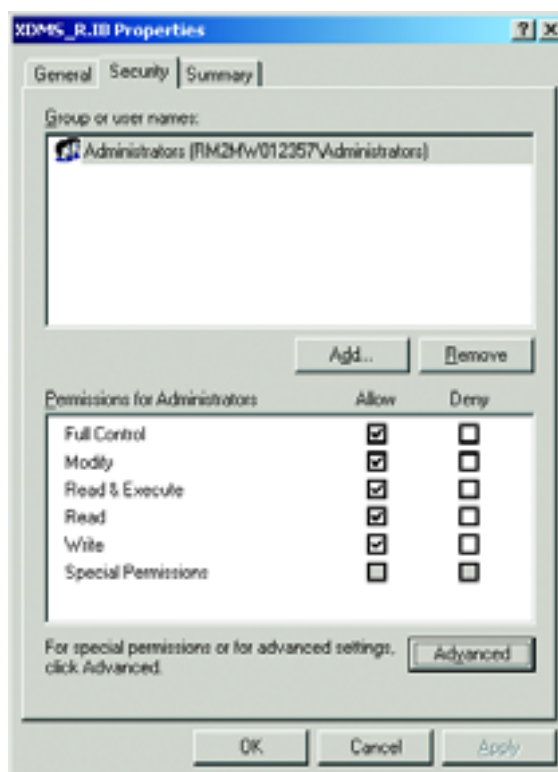 XDMS_R.IB Properties
General Security Summary
Group or user names:
Administrators (RM2MW012357\Administrators)
Add... Remove
Permissions for Administrators Allow Deny
Full Control
Modify
Read & Execute
Read
Write
Special Permissions
For special permissions or for advanced settings,
click Advanced.
Advanced
OK Cancel Apply